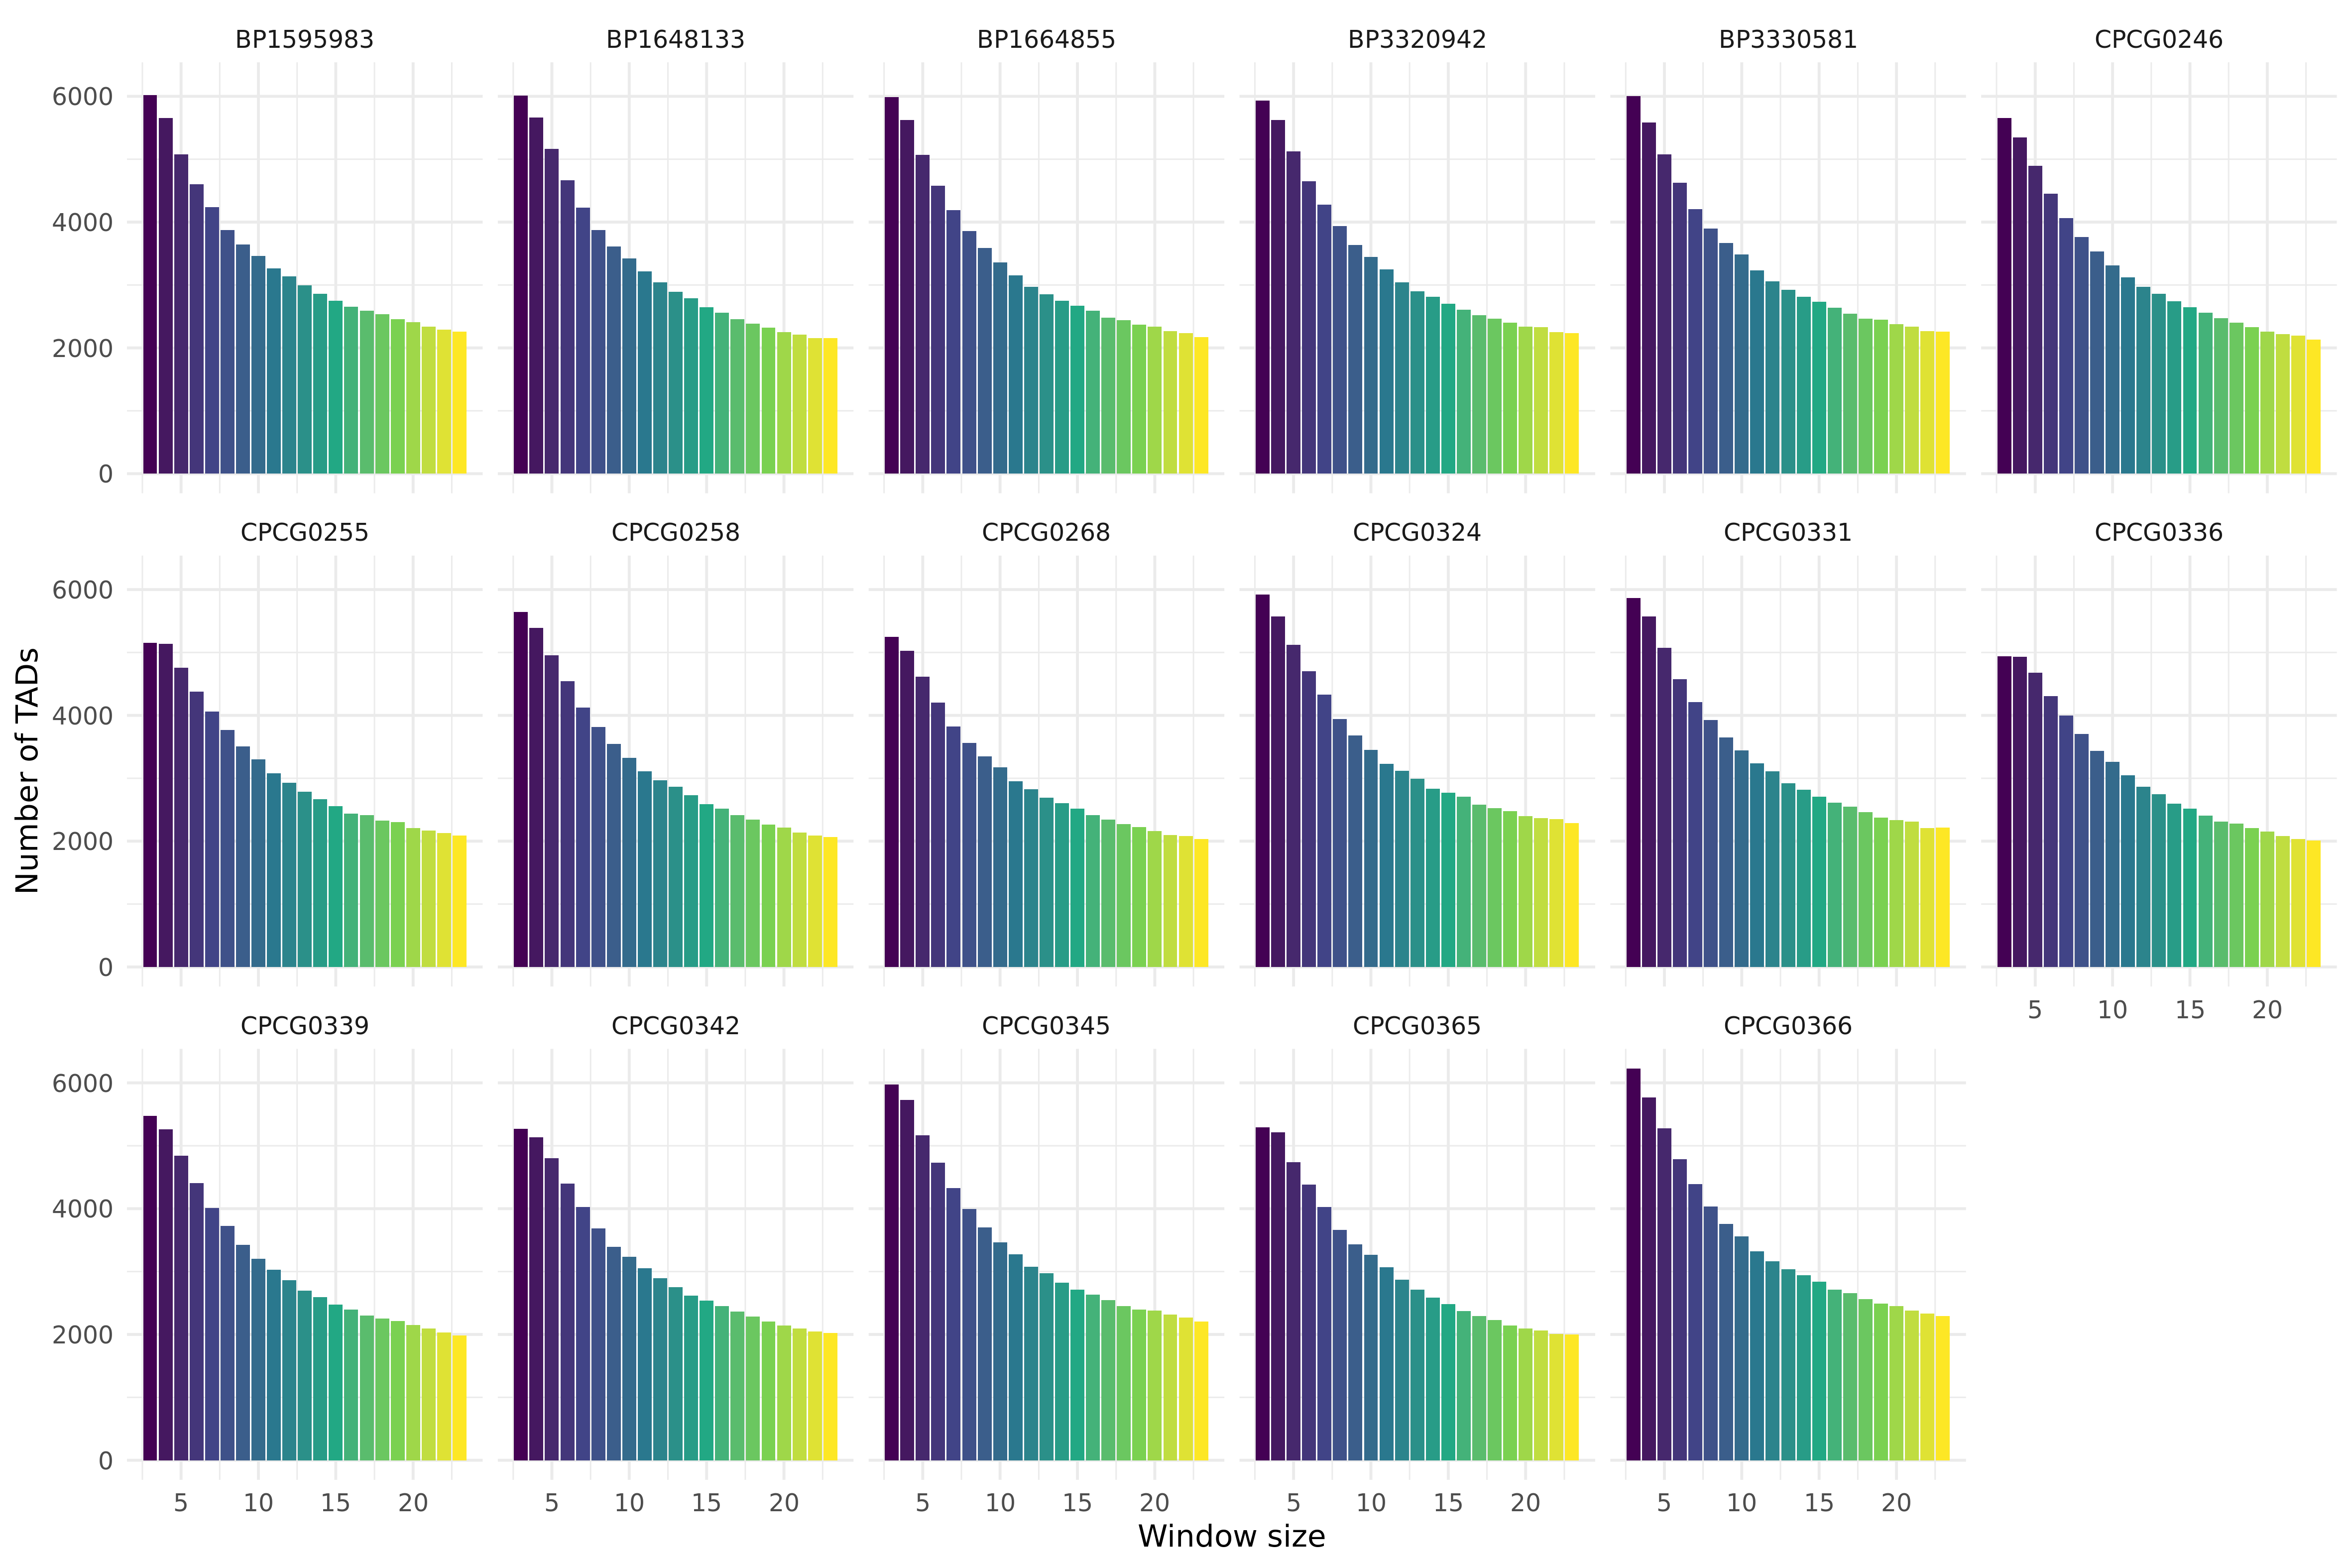 BP1595983 BP1648133 BP1664855 BP3320942 BP3330581 CPCG0246
6000
4000
2000
0
CPCG0255 CPCG0258 CPCG0268 CPCG0324 CPCG0331 CPCG0336
6000
4000
2000
0
Number of TADs
5 10 15 20
CPCG0339 CPCG0342 CPCG0345 CPCG0365 CPCG0366
6000
4000
2000
0
5 10 15 20 5 10 15 20 5 10 15 20 5 10 15 20 5 10 15 20
Window size